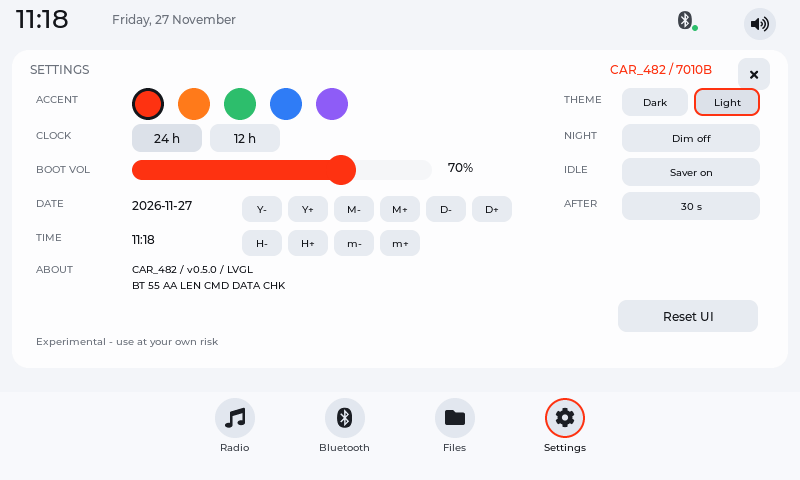 11:18
Friday, 27 November
SETTINGS
CAR_482 / 7010B
ACCENT
THEME
Dark
Light
CLOCK
24 h
12 h
NIGHT
Dim off
BOOT VOL
70%
IDLE
Saver on
DATE
2026-11-27
Y-
Y+
M-
M+
D-
D+
AFTER
30 s
TIME
11:18
H-
H+
m-
m+
ABOUT
CAR_482 / v0.5.0 / LVGL
BT 55 AA LEN CMD DATA CHK
Reset UI
Experimental - use at your own risk
Radio
Bluetooth
Files
Settings